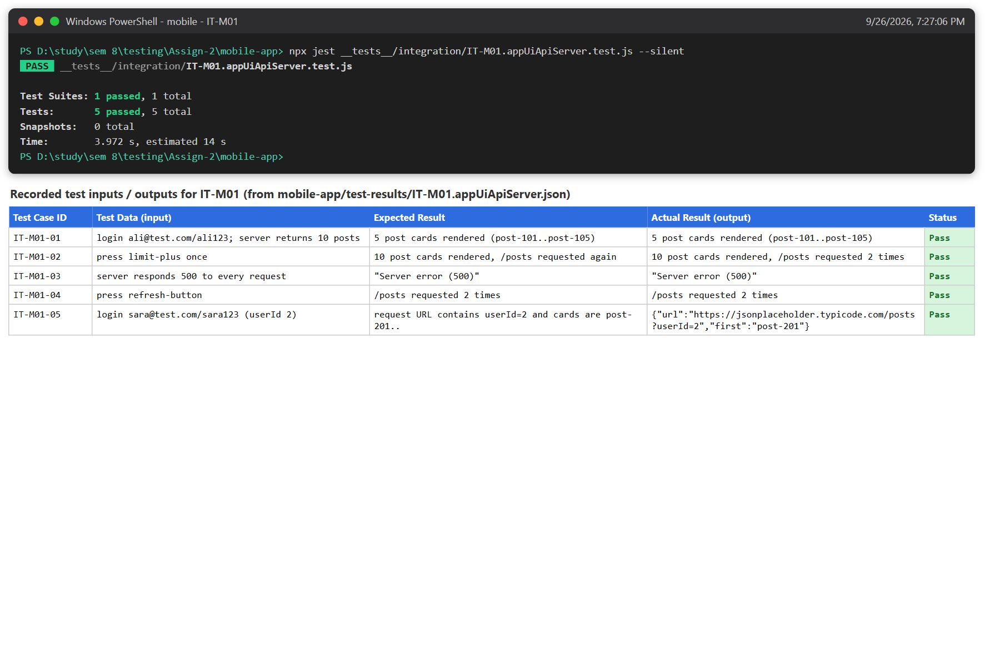 Windows PowerShell - mobile - IT-M01 9/26/2026, 7:27:06 PM
PS D:\study\sem 8\testing\Assign-2\mobile-app> npx jest __tests__/integration/IT-M01.appUiApiServer.test.js --silent
PASS __tests__/integration/IT-M01.appUiApiServer.test.js
Test Suites: 1 passed, 1 total
Tests: 5 passed, 5 total
Snapshots: 0 total
Time: 3.972 s, estimated 14 s
PS D:\study\sem 8\testing\Assign-2\mobile-app>
Recorded test inputs / outputs for IT-M01 (from mobile-app/test-results/IT-M01.appUiApiServer.json)
Test Case ID Test Data (input) Expected Result Actual Result (output) Status
IT-M01-01 login ali@test.com/ali123; server returns 10 posts 5 post cards rendered (post-101..post-105) 5 post cards rendered (post-101..post-105) Pass
IT-M01-02 press limit-plus once 10 post cards rendered, /posts requested again 10 post cards rendered, /posts requested 2 times Pass
IT-M01-03 server responds 500 to every request "Server error (500)" "Server error (500)" Pass
IT-M01-04 press refresh-button /posts requested 2 times /posts requested 2 times Pass
IT-M01-05 login sara@test.com/sara123 (userId 2) request URL contains userId=2 and cards are post- {"url":"https://jsonplaceholder.typicode.com/posts Pass
201.. ?userId=2","first":"post-201"}